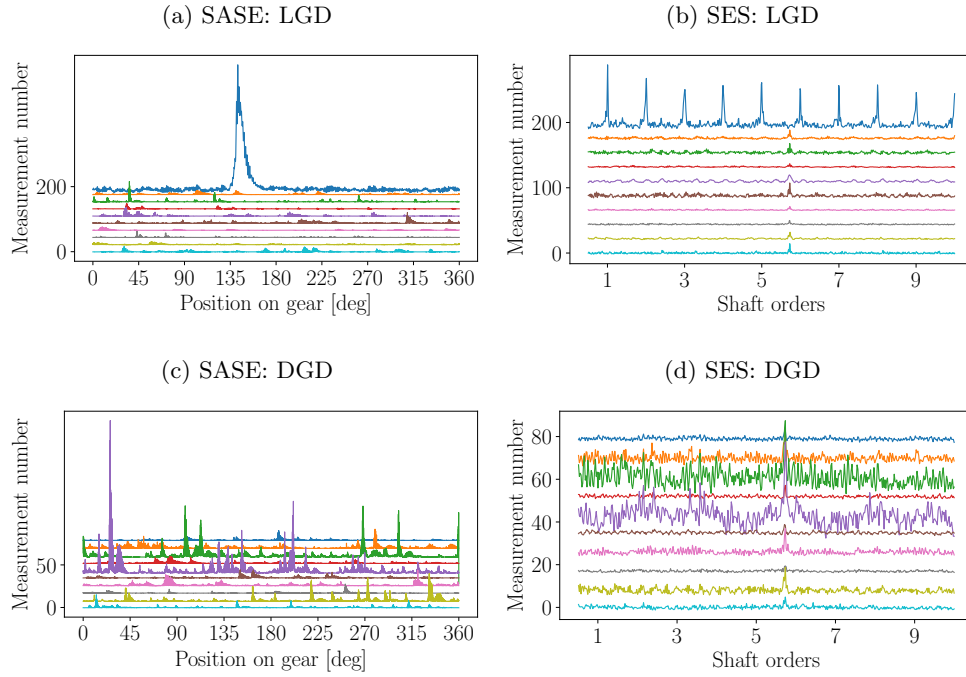 (a) SASE: LGD
(b) SES: LGD
Measurement number
200
0
0 45 90 135 180 225 270 315 360
Position on gear [deg]
Measurement number
200
100
0
1 3 5 7 9
Shaft orders
(c) SASE: DGD
(d) SES: DGD
Measurement number
50
0
0 45 90 135 180 225 270 315 360
Position on gear [deg]
Measurement number
80
60
40
20
0
1 3 5 7 9
Shaft orders